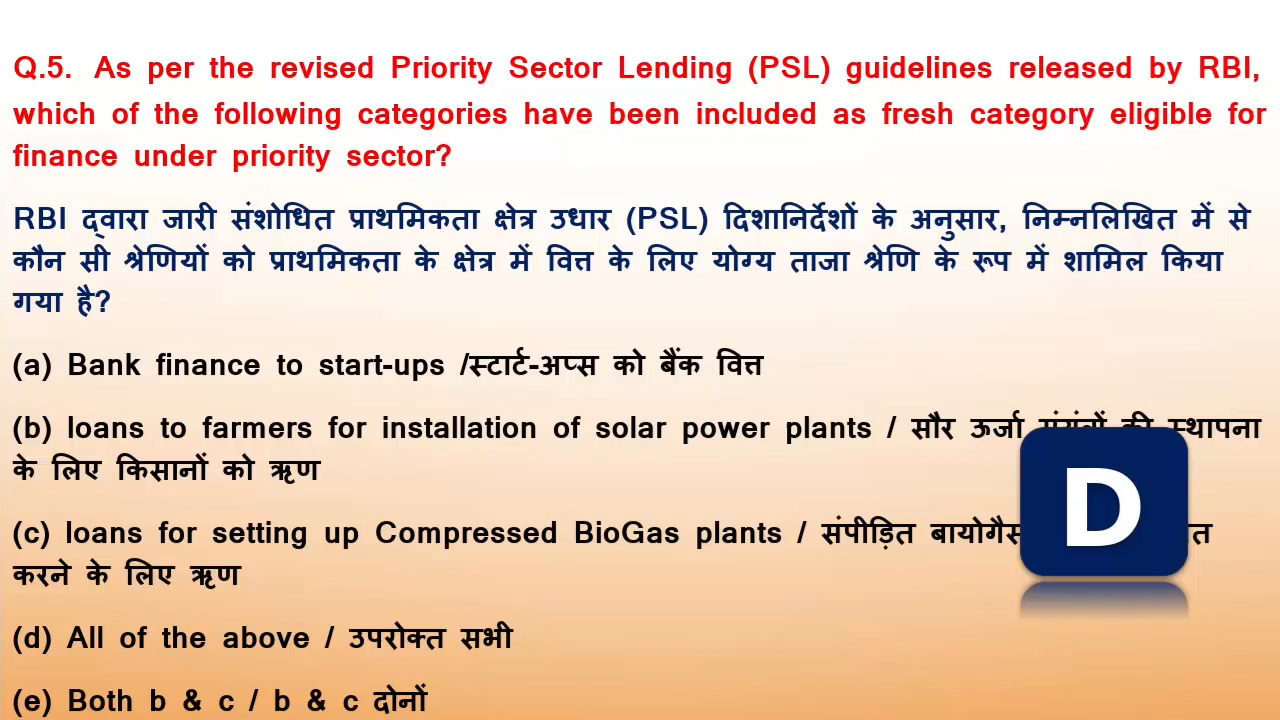 Q.5. As per the revised Priority Sector Lending (PSL) guidelines released by RBI,
which of the following categories have been included as fresh category eligible for
finance under priority sector?
RBI द्वारा जारी संशोधित प्राथमिकता क्षेत्र उधार (PSL) दिशानिर्देशों के अनुसार, निम्नलिखित में से
कौन सी श्रेणियों को प्राथमिकता के क्षेत्र में वित्त के लिए योग्य ताजा श्रेणि के रूप में शामिल किया
गया है?
(a) Bank finance to start-ups /स्टार्ट-अप्स को बैंक वित्त
(b) loans to farmers for installation of solar power plants / सौर ऊर्जा की स्थापना
के लिए किसानों को ऋण
(c) loans for setting up Compressed BioGas plants / संपीड़ित
करने के लिए ऋण
D
(d) All of the above / उपरोक्त सभी
(e) Both b & c / b & c दोनों